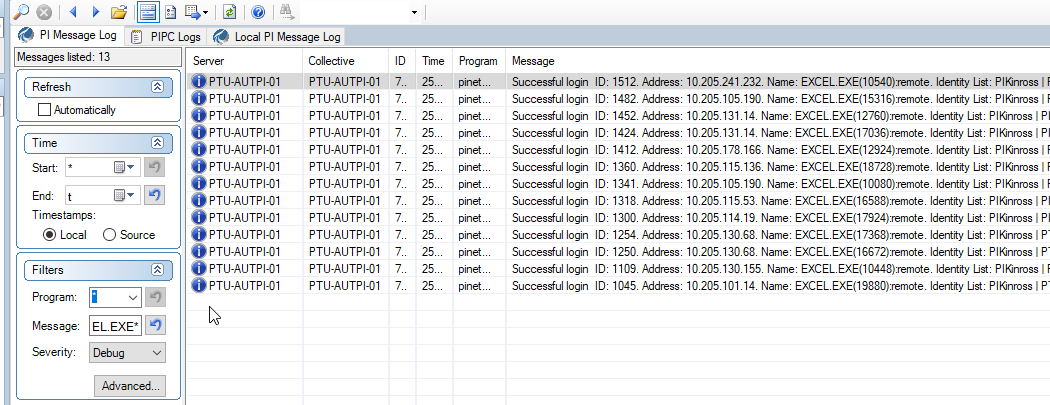 PI Message Log PIPC Logs Local PI Message Log
Messages listed: 13
Refresh
Automatically
Time
Start: *
End: t
Timestamps:
Local Source
Filters
Program: *
Message: EL.EXE*
Severity: Debug
Advanced...
Server Collective ID Time Program Message
PTU-AUTPI-01 PTU-AUTPI-01 7.. 25... pinet... Successful login ID: 1512. Address: 10.205.241.232. Name: EXCEL.EXE(10540):remote. Identity List: PIKinross | F
PTU-AUTPI-01 PTU-AUTPI-01 7.. 25... pinet... Successful login ID: 1482. Address: 10.205.105.190. Name: EXCEL.EXE(15316):remote. Identity List: PIKinross | F
PTU-AUTPI-01 PTU-AUTPI-01 7.. 25... pinet... Successful login ID: 1452. Address: 10.205.131.14. Name: EXCEL.EXE(12760):remote. Identity List: PIKinross | P
PTU-AUTPI-01 PTU-AUTPI-01 7.. 25... pinet... Successful login ID: 1424. Address: 10.205.131.14. Name: EXCEL.EXE(17036):remote. Identity List: PIKinross | P
PTU-AUTPI-01 PTU-AUTPI-01 7.. 25... pinet... Successful login ID: 1412. Address: 10.205.178.166. Name: EXCEL.EXE(12924):remote. Identity List: PIKinross | F
PTU-AUTPI-01 PTU-AUTPI-01 7.. 25... pinet... Successful login ID: 1360. Address: 10.205.115.136. Name: EXCEL.EXE(18728):remote. Identity List: PIKinross | F
PTU-AUTPI-01 PTU-AUTPI-01 7.. 25... pinet... Successful login ID: 1341. Address: 10.205.105.190. Name: EXCEL.EXE(10080):remote. Identity List: PIKinross | F
PTU-AUTPI-01 PTU-AUTPI-01 7.. 25... pinet... Successful login ID: 1318. Address: 10.205.115.53. Name: EXCEL.EXE(16588):remote. Identity List: PIKinross | P
PTU-AUTPI-01 PTU-AUTPI-01 7.. 25... pinet... Successful login ID: 1300. Address: 10.205.114.19. Name: EXCEL.EXE(17924):remote. Identity List: PIKinross | P
PTU-AUTPI-01 PTU-AUTPI-01 7.. 25... pinet... Successful login ID: 1254. Address: 10.205.130.68. Name: EXCEL.EXE(17368):remote. Identity List: PIKinross | P
PTU-AUTPI-01 PTU-AUTPI-01 7.. 25... pinet... Successful login ID: 1250. Address: 10.205.130.68. Name: EXCEL.EXE(16672):remote. Identity List: PIKinross | P
PTU-AUTPI-01 PTU-AUTPI-01 7.. 25... pinet... Successful login ID: 1109. Address: 10.205.130.155. Name: EXCEL.EXE(10448):remote. Identity List: PIKinross | F
PTU-AUTPI-01 PTU-AUTPI-01 7.. 25... pinet... Successful login ID: 1045. Address: 10.205.101.14. Name: EXCEL.EXE(19880):remote. Identity List: PIKinross | PT